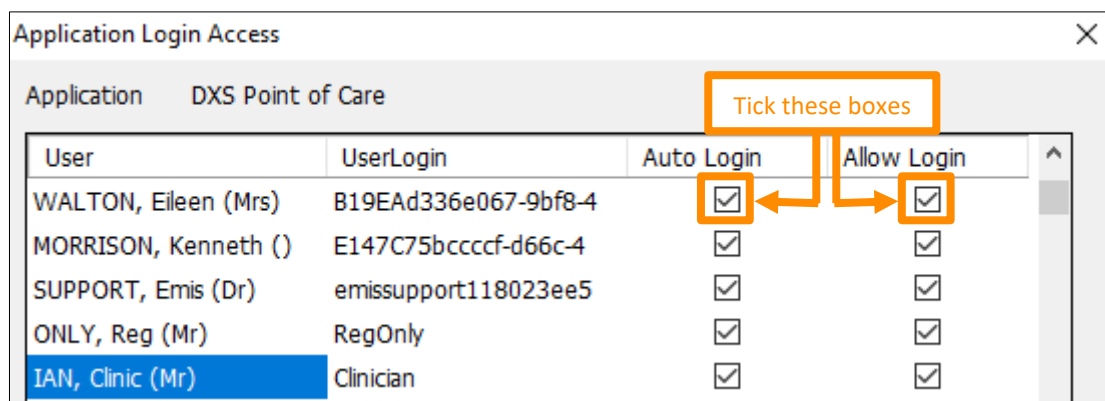 Application Login Access
Application DXS Point of Care
Tick these boxes
User UserLogin Auto Login Allow Login
WALTON, Eileen (Mrs) B19EAd336e067-9bf8-4
MORRISON, Kenneth () E147C75bccccf-d66c-4
SUPPORT, Emis (Dr) emissupport118023ee5
ONLY, Reg (Mr) RegOnly
IAN, Clinic (Mr) Clinician